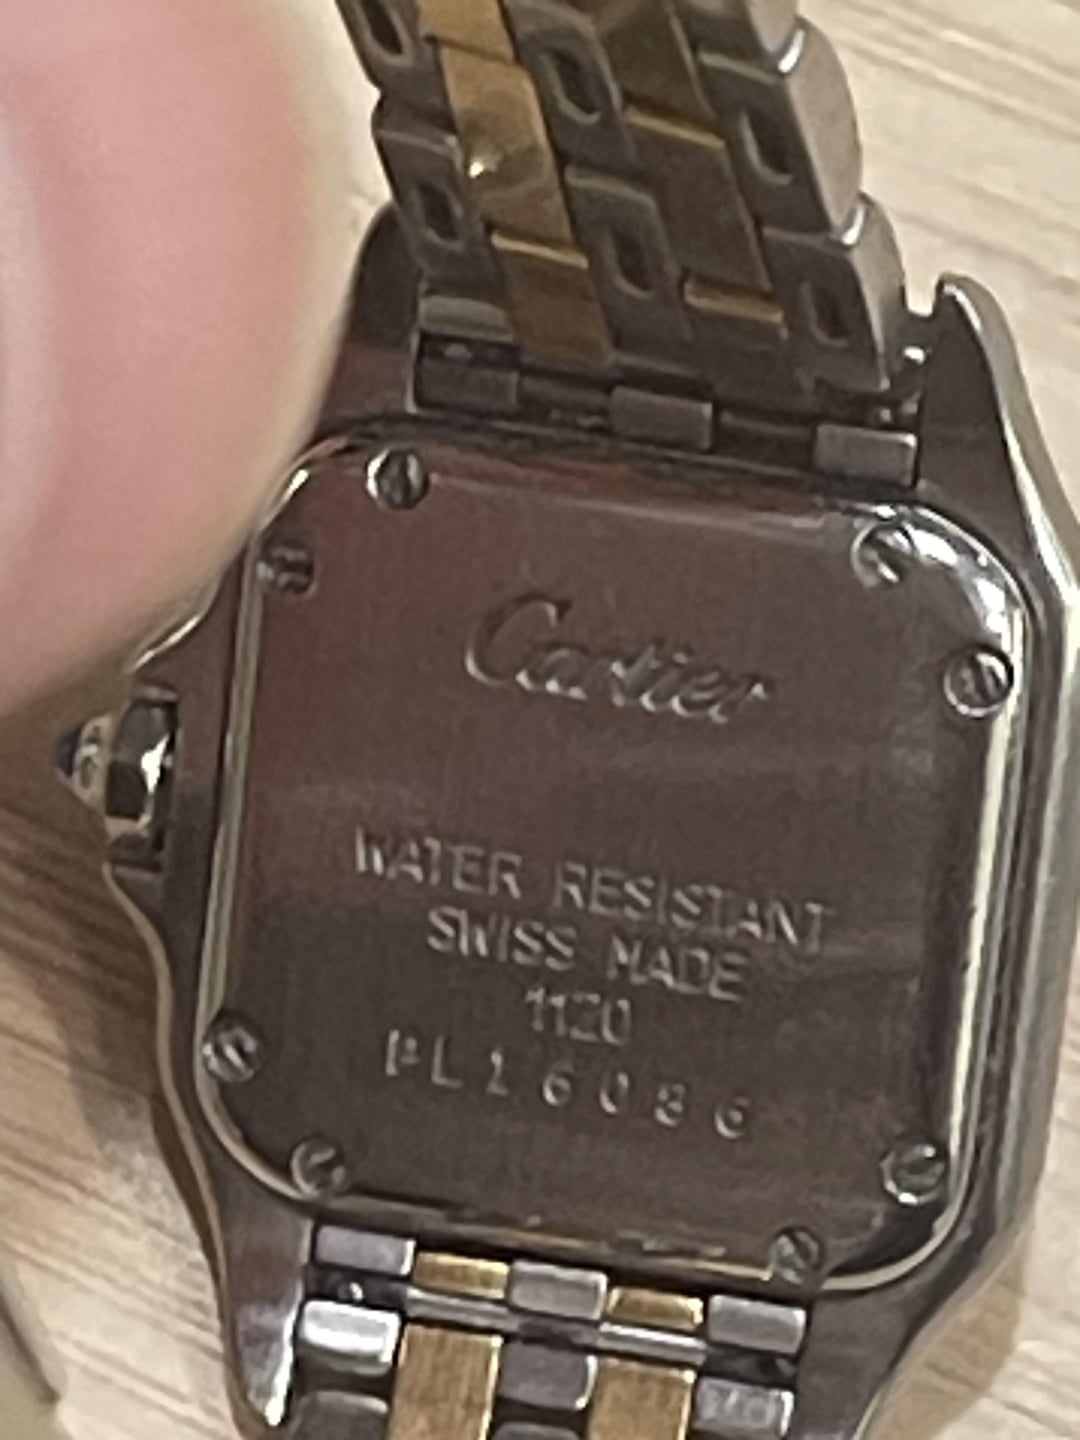 Cartier
WATER RESISTANT
SWISS MADE
1120
PL16086